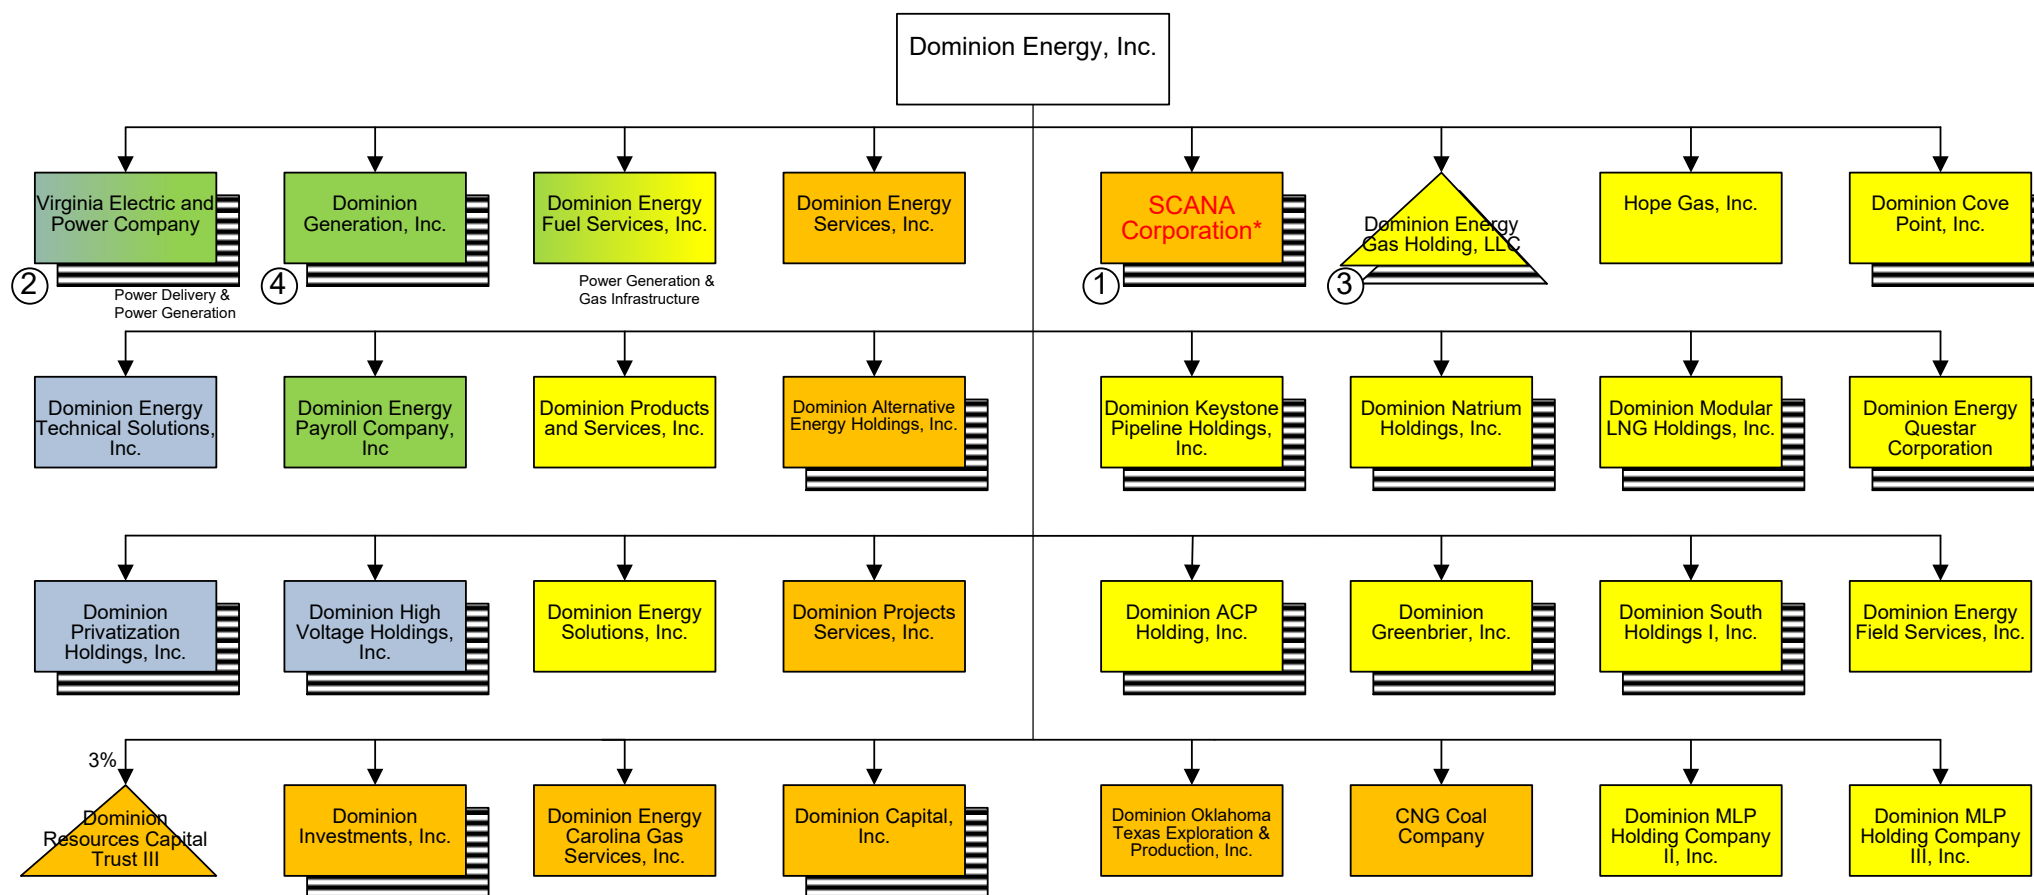 Dominion Energy, Inc.
Virginia Electric and
Power Company
2
Power Delivery &
Power Generation
Dominion
Generation, Inc.
4
Dominion Energy
Fuel Services, Inc.
Power Generation &
Gas Infrastructure
Dominion Energy
Services, Inc.
SCANA
Corporation*
1
Dominion Energy
Gas Holding, LLC
3
Hope Gas, Inc.
Dominion Cove
Point, Inc.
Dominion Energy
Technical Solutions,
Inc.
Dominion Energy
Payroll Company,
Inc
Dominion Products
and Services, Inc.
Dominion Alternative
Energy Holdings, Inc.
Dominion Keystone
Pipeline Holdings,
Inc.
Dominion Natrium
Holdings, Inc.
Dominion Modular
LNG Holdings, Inc.
Dominion Energy
Questar
Corporation
Dominion
Privatization
Holdings, Inc.
Dominion High
Voltage Holdings,
Inc.
Dominion Energy
Solutions, Inc.
Dominion Projects
Services, Inc.
Dominion ACP
Holding, Inc.
Dominion
Greenbrier, Inc.
Dominion South
Holdings I, Inc.
Dominion Energy
Field Services, Inc.
3%
Dominion
Resources Capital
Trust III
Dominion
Investments, Inc.
Dominion Energy
Carolina Gas
Services, Inc.
Dominion Capital,
Inc.
Dominion Oklahoma
Texas Exploration &
Production, Inc.
CNG Coal
Company
Dominion MLP
Holding Company
II, Inc.
Dominion MLP
Holding Company
III, Inc.